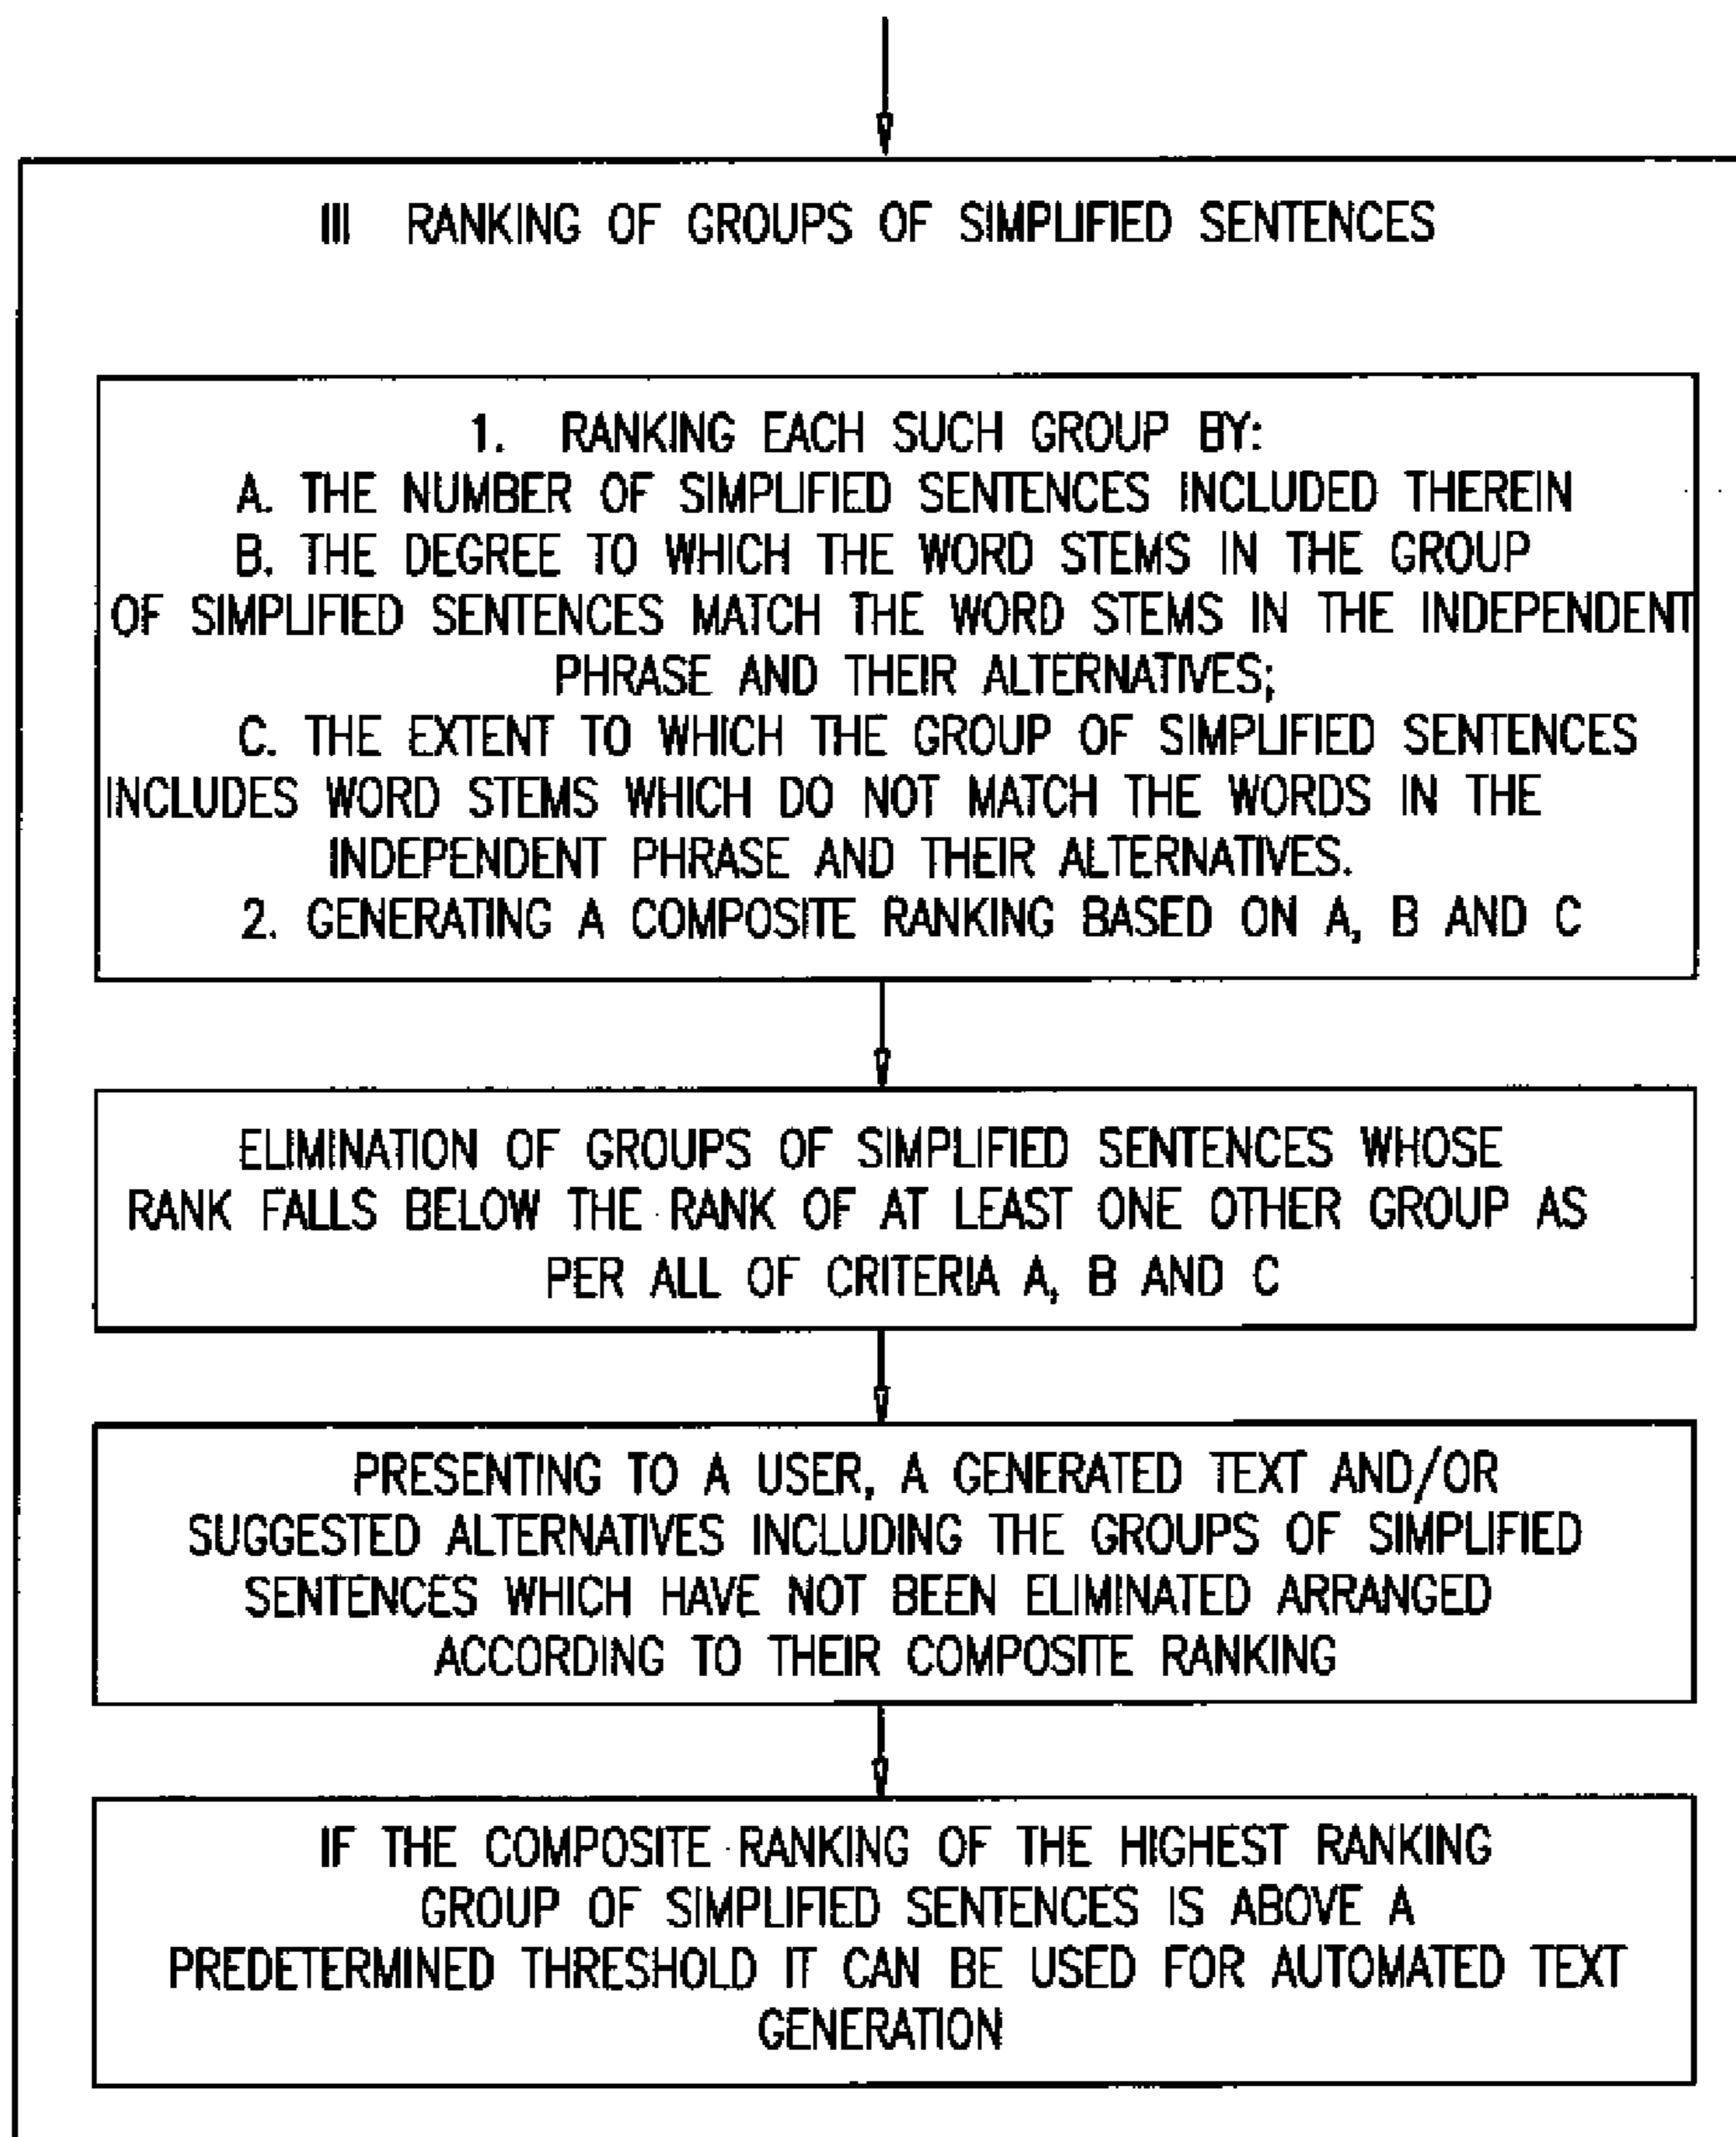 III RANKING OF GROUPS OF SIMPLIFIED SENTENCES
1. RANKING EACH SUCH GROUP BY:
A. THE NUMBER OF SIMPLIFIED SENTENCES INCLUDED THEREIN
B. THE DEGREE TO WHICH THE WORD STEMS IN THE GROUP
OF SIMPLIFIED SENTENCES MATCH THE WORD STEMS IN THE INDEPENDENT
PHRASE AND THEIR ALTERNATIVES;
C. THE EXTENT TO WHICH THE GROUP OF SIMPLIFIED SENTENCES
INCLUDES WORD STEMS WHICH DO NOT MATCH THE WORDS IN THE
INDEPENDENT PHRASE AND THEIR ALTERNATIVES.
2. GENERATING A COMPOSITE RANKING BASED ON A, B AND C
ELIMINATION OF GROUPS OF SIMPLIFIED SENTENCES WHOSE
RANK FALLS BELOW THE RANK OF AT LEAST ONE OTHER GROUP AS
PER ALL OF CRITERIA A, B AND C
PRESENTING TO A USER, A GENERATED TEXT AND/OR
SUGGESTED ALTERNATIVES INCLUDING THE GROUPS OF SIMPLIFIED
SENTENCES WHICH HAVE NOT BEEN ELIMINATED ARRANGED
ACCORDING TO THEIR COMPOSITE RANKING
IF THE COMPOSITE RANKING OF THE HIGHEST RANKING
GROUP OF SIMPLIFIED SENTENCES IS ABOVE A
PREDETERMINED THRESHOLD IT CAN BE USED FOR AUTOMATED TEXT
GENERATION